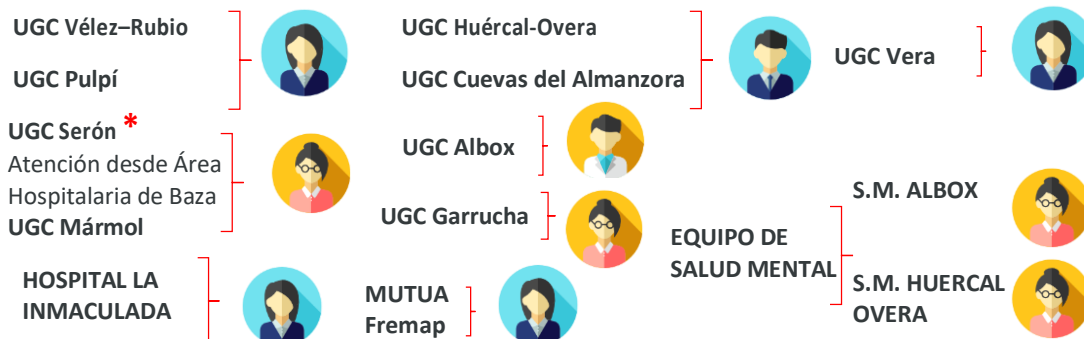 UGC Vélez–Rubio
UGC Pulpí
UGC Huércal-Overa
UGC Cuevas del Almanzora
UGC Vera
UGC Serón *
Atención desde Área
Hospitalaria de Baza
UGC Mármol
UGC Albox
UGC Garrucha
EQUIPO DE
SALUD MENTAL
S.M. ALBOX
S.M. HUERCAL
OVERA
HOSPITAL LA
INMACULADA
MUTUA
Fremap